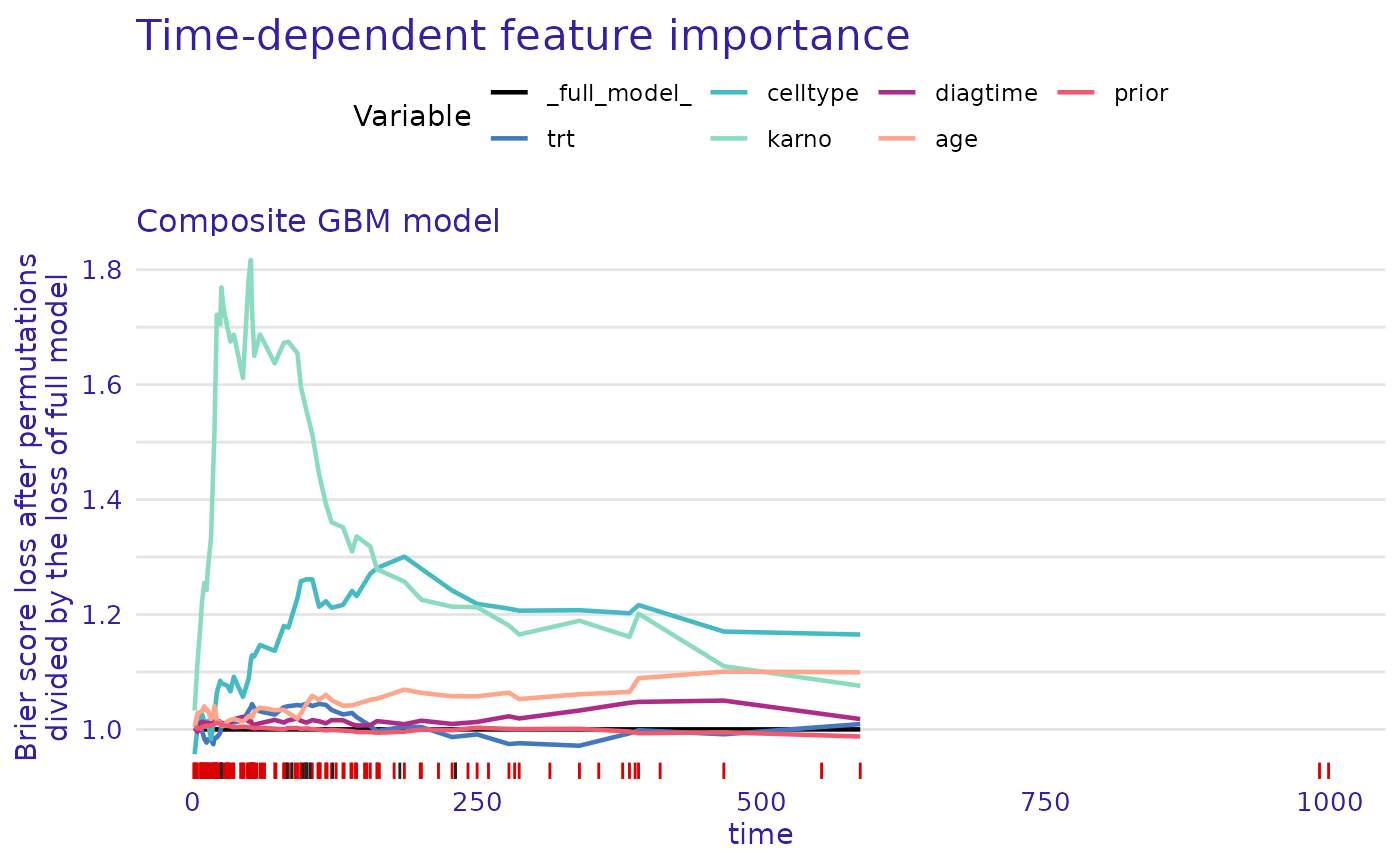 Time-dependent feature importance
Variable
_full_model_ celltype diagtime prior
trt karno age
Composite GBM model
Brier score loss after permutations
divided by the loss of full model
1.8
1.6
1.4
1.2
1.0
0 250 500 750 1000
time